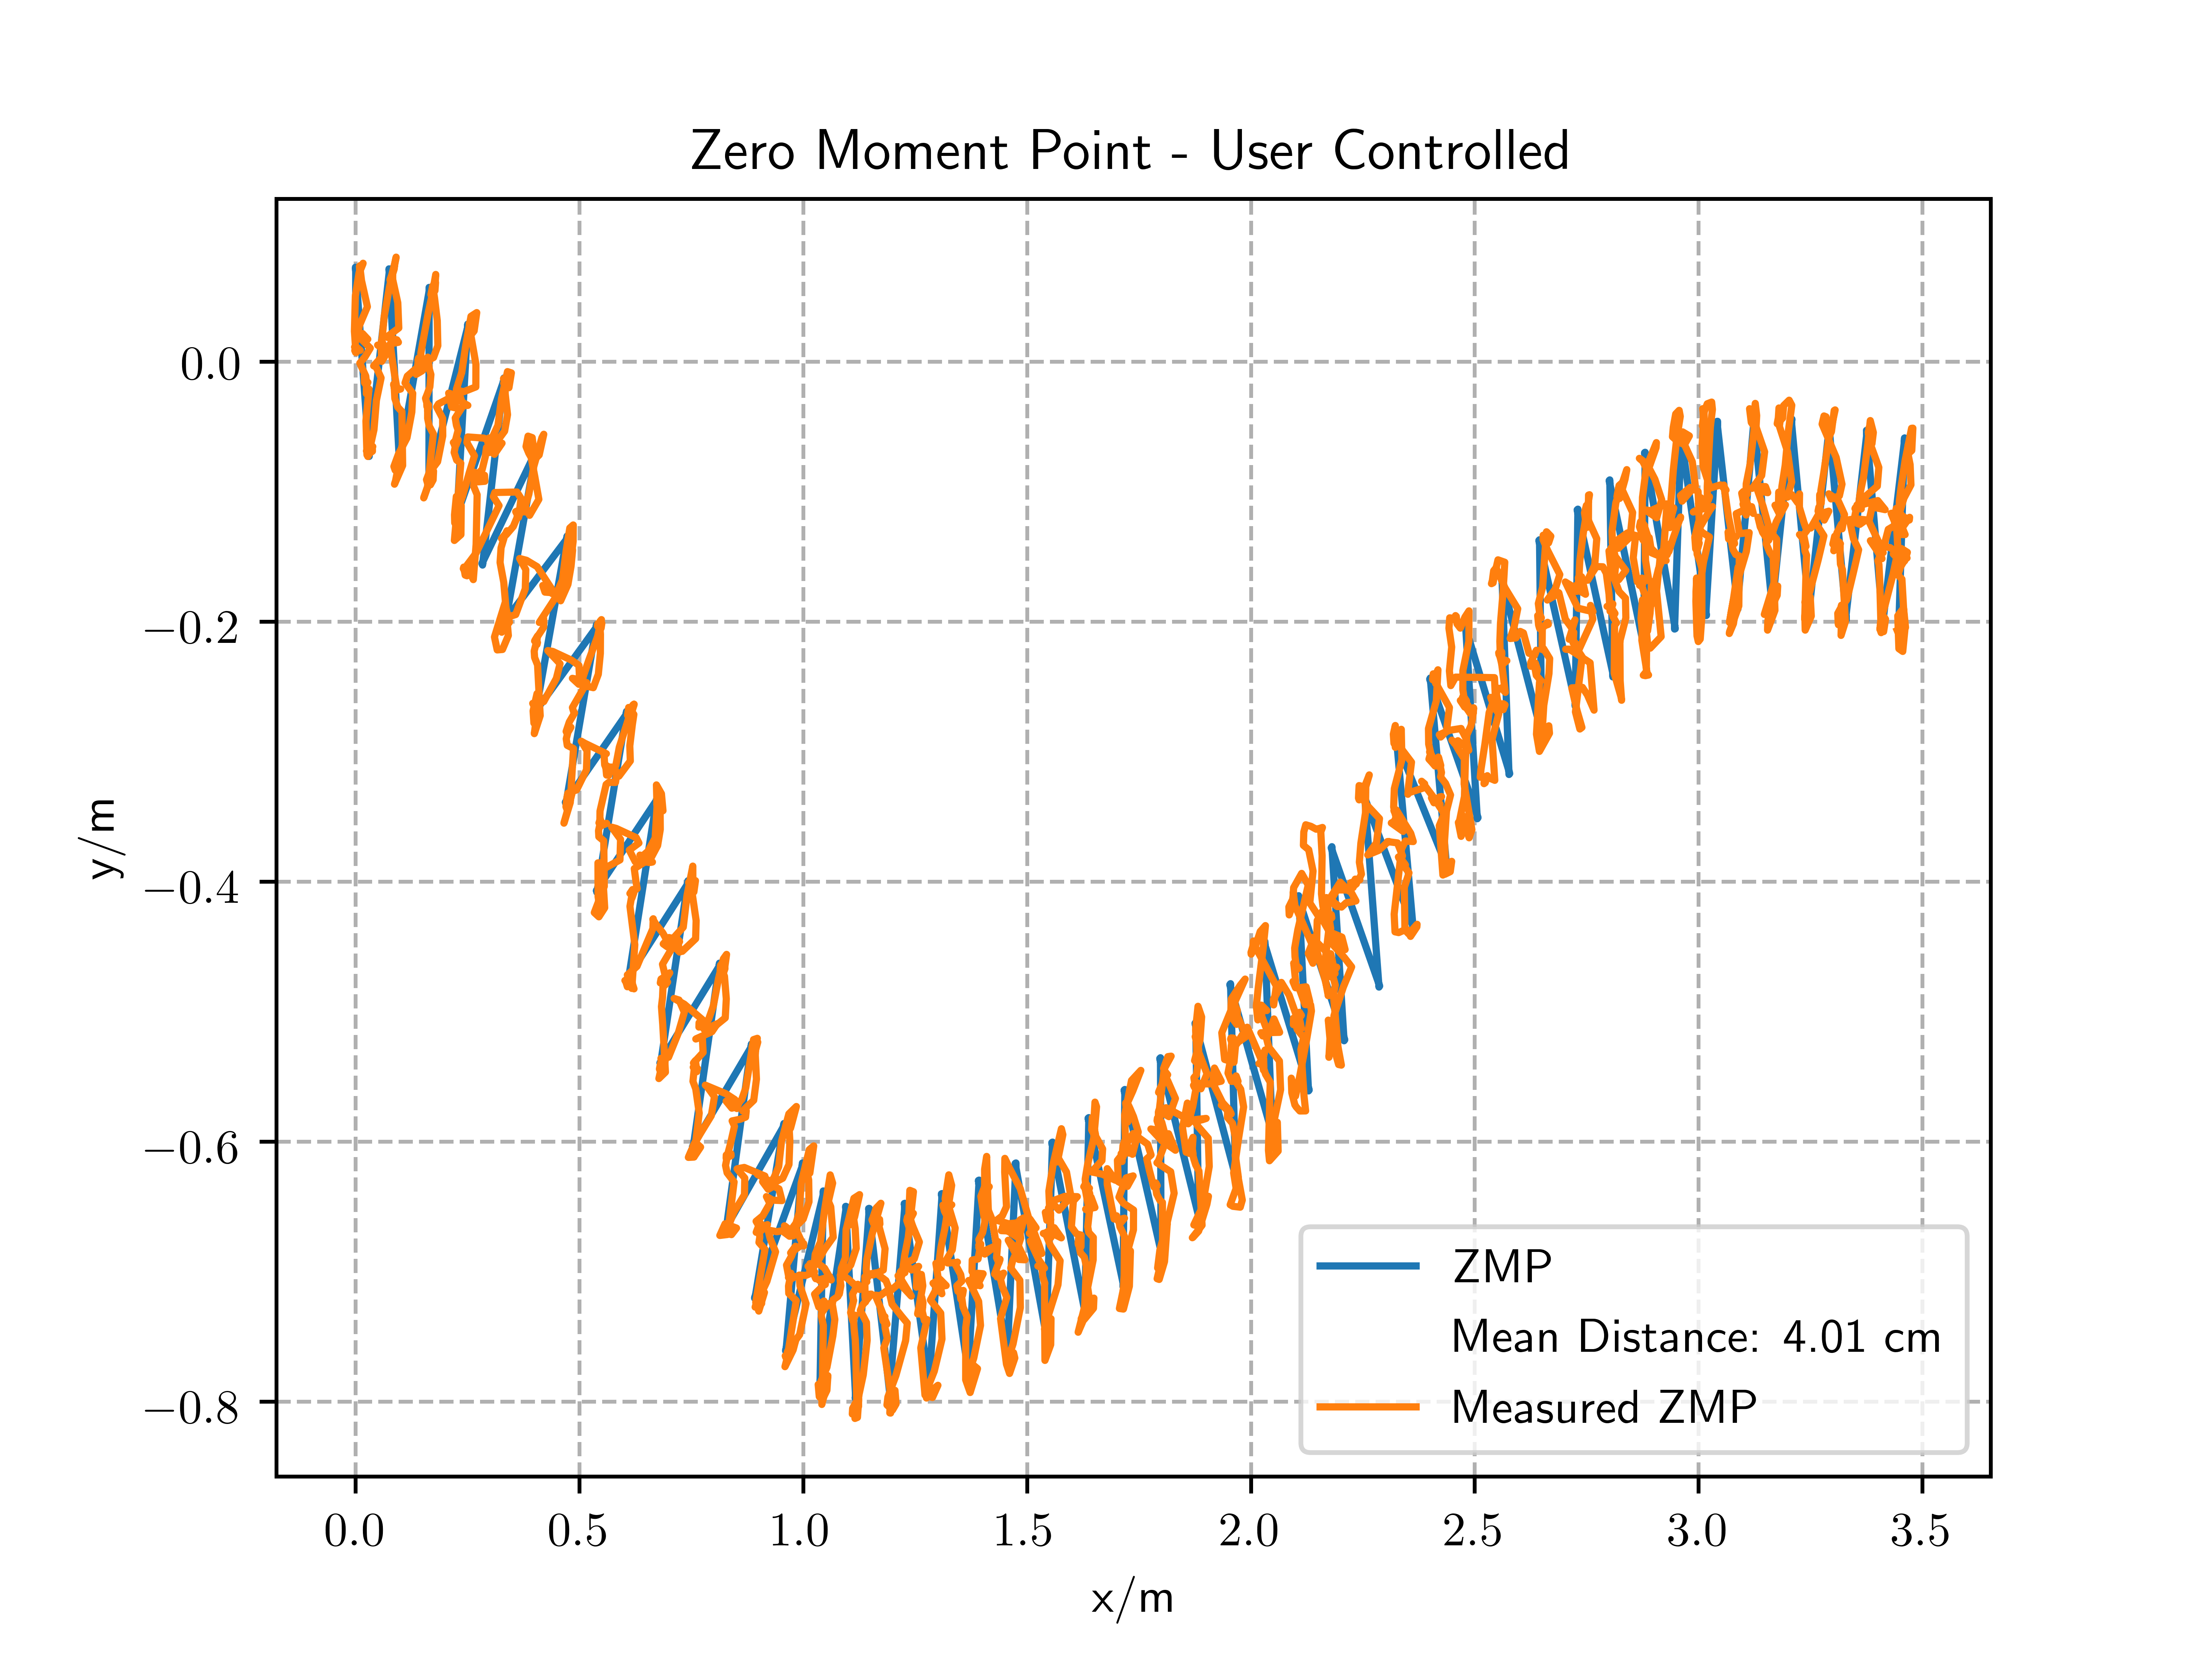 Zero Moment Point - User Controlled
0.0
−0.2
−0.4
−0.6
−0.8
y/m
ZMP
Mean Distance: 4.01 cm
Measured ZMP
0.0 0.5 1.0 1.5 2.0 2.5 3.0 3.5
x/m